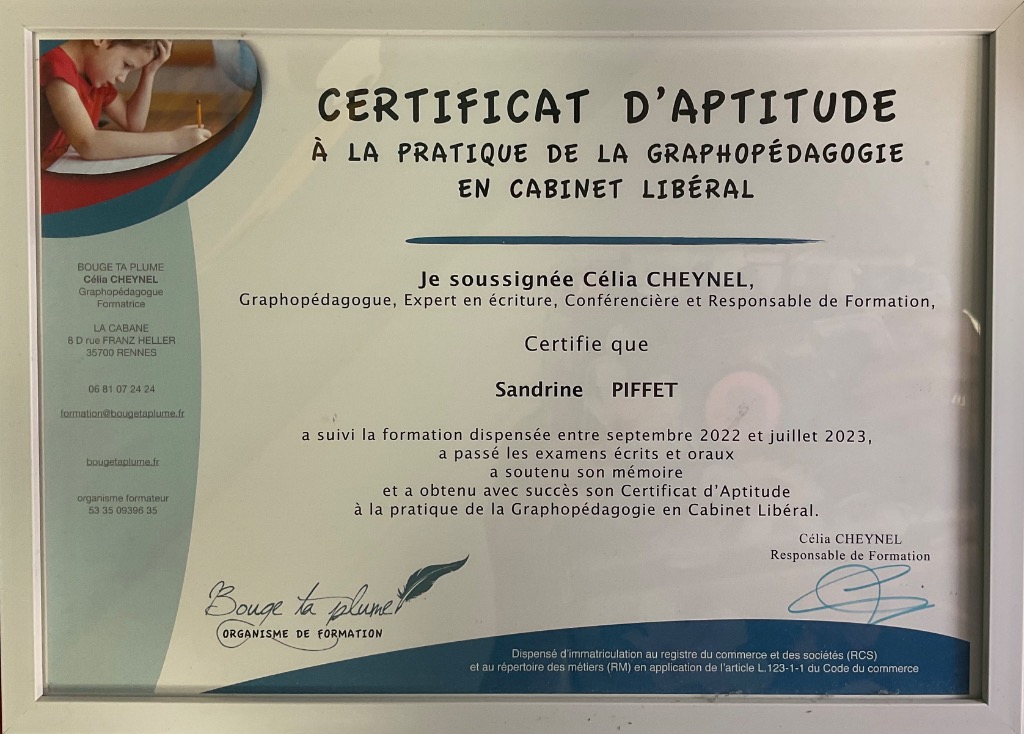 CERTIFICAT D'APTITUDE
À LA PRATIQUE DE LA GRAPHOPÉDAGOGIE
EN CABINET LIBÉRAL
BOUGE TA PLUME
Célia CHEYNEL
Graphopédagogue
Formatrice
LA CABANE
8 D rue FRANZ HELLER
35700 RENNES
06 81 07 24 24
formation@bougetaplume.fr
bougetaplume.fr
organisme formateur
53 35 09396 35
Je soussignée Célia CHEYNEL,
Graphopédagogue, Expert en écriture, Conférencière et Responsable de Formation,
Certifie que
Sandrine PIFFET
a suivi la formation dispensée entre septembre 2022 et juillet 2023,
a passé les examens écrits et oraux
a soutenu son mémoire
et a obtenu avec succès son Certificat d'Aptitude
à la pratique de la Graphopédagogie en Cabinet Libéral.
Célia CHEYNEL
Responsable de Formation
Bouge ta plume
ORGANISME DE FORMATION
Dispensé d'immatriculation au registre du commerce et des sociétés (RCS)
et au répertoire des métiers (RM) en application de l'article L.123-1-1 du Code du commerce